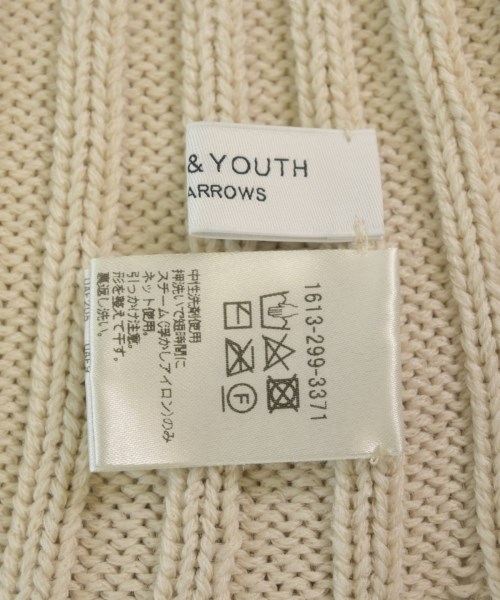 & YOUTH
ARROWS
1613-299-3371
F
中性洗剤使用
押洗いで短時間に
スチーム(浮かしアイロン)のみ
ネット使用。
引っかけ注意。
形を整えて干す。
裏返し洗い。